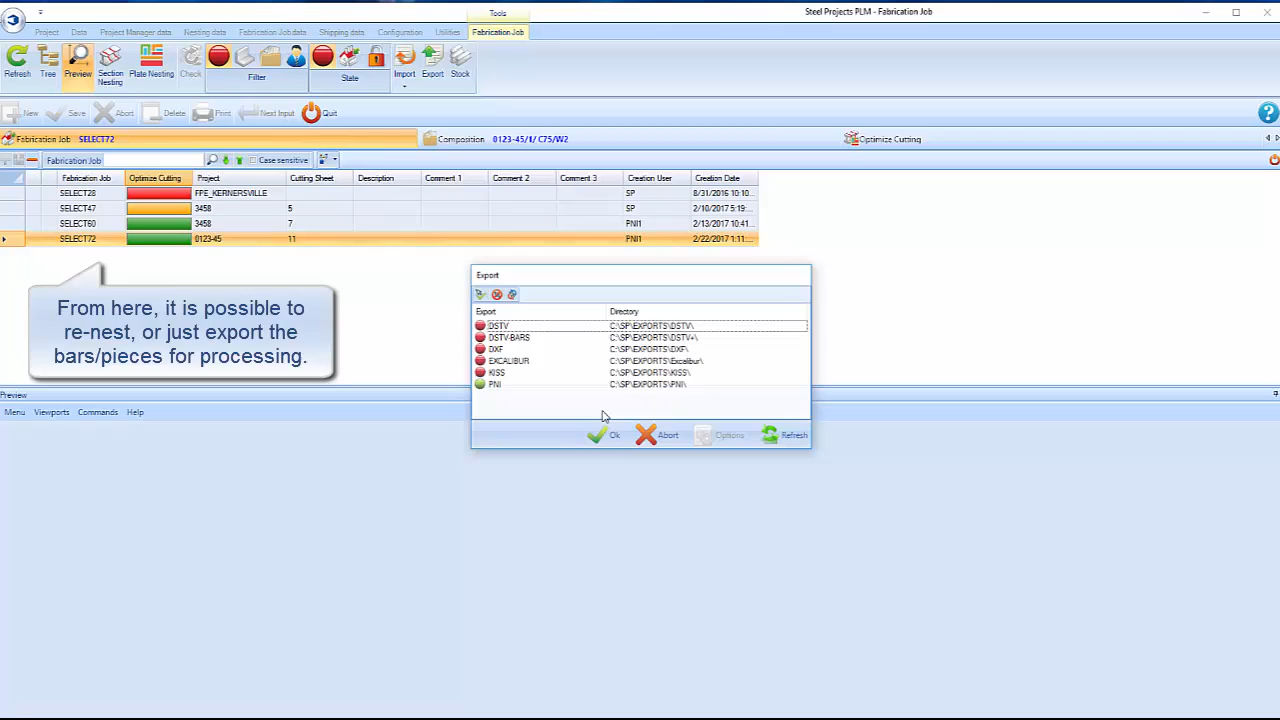 Tools
Steel Projects PLM - Fabrication Job
Project Data Project Manager data Nesting data Fabrication Job data Shipping data Configuration Utilities Fabrication Job
Refresh Tree Preview Section Nesting Plate Nesting Check Filter State Import Export Stock
New Save Abort Delete Print Next Input Quit
Fabrication Job SELECT72 Composition 0123-45/1/ C75/W2 Optimize Cutting
Fabrication Job Case sensitive
Fabrication Job Optimize Cutting Project Cutting Sheet Description Comment 1 Comment 2 Comment 3 Creation User Creation Date
SELECT28 FPE_KERNERSVILLE SP 8/31/2016 10:10...
SELECT47 3458 5 SP 2/10/2017 5:19:...
SELECT60 3458 7 PNI1 2/13/2017 10:41...
SELECT72 0123-45 11 PNI1 2/22/2017 1:11:...
From here, it is possible to
re-nest, or just export the
bars/pieces for processing.
Export
Export Directory
DSTV C:\SP\EXPORTS\DSTV\
DSTV-BARS C:\SP\EXPORTS\DSTV+\
DXF C:\SP\EXPORTS\DXF\
EXCALIBUR C:\SP\EXPORTS\Excalibur\
KISS C:\SP\EXPORTS\KISS\
PNI C:\SP\EXPORTS\PNI\
Ok Abort Options Refresh
Preview
Menu Viewports Commands Help